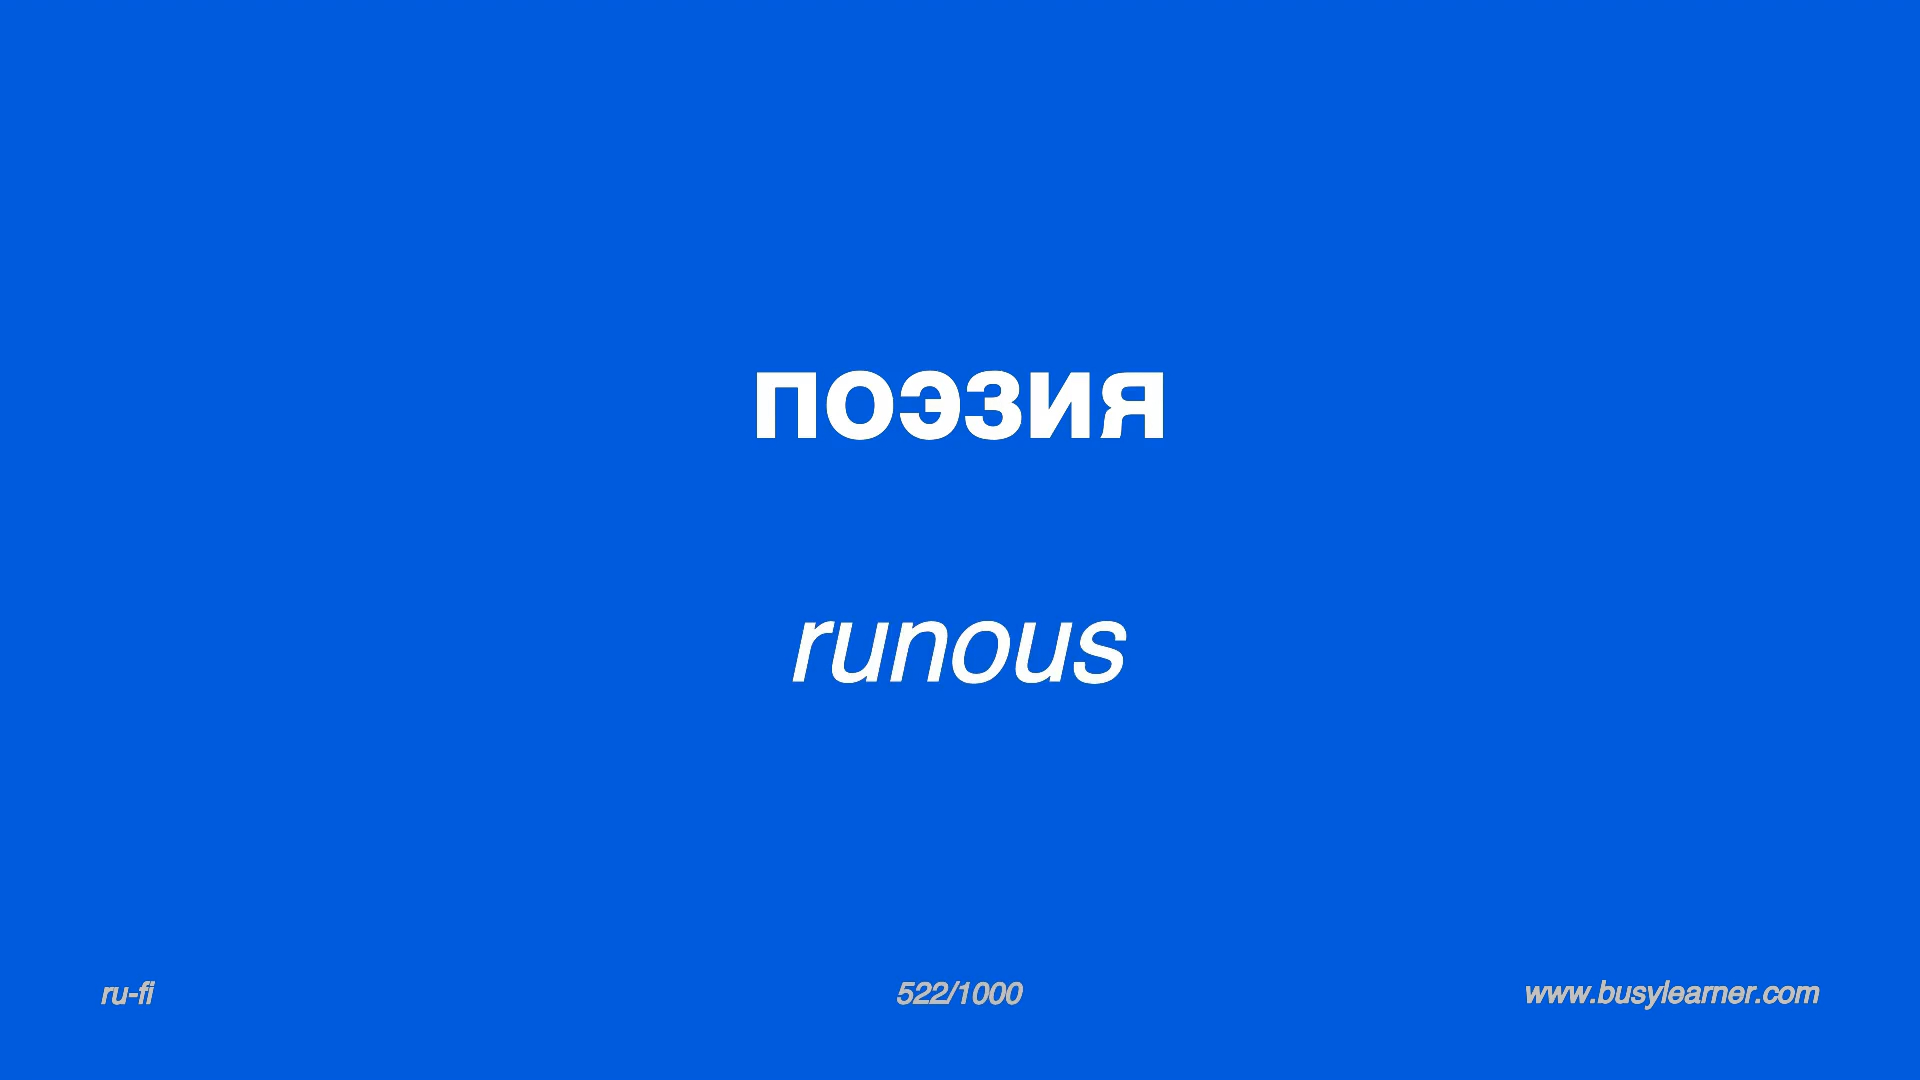 поэзия
runous
ru-fi
522/1000
www.busylearner.com